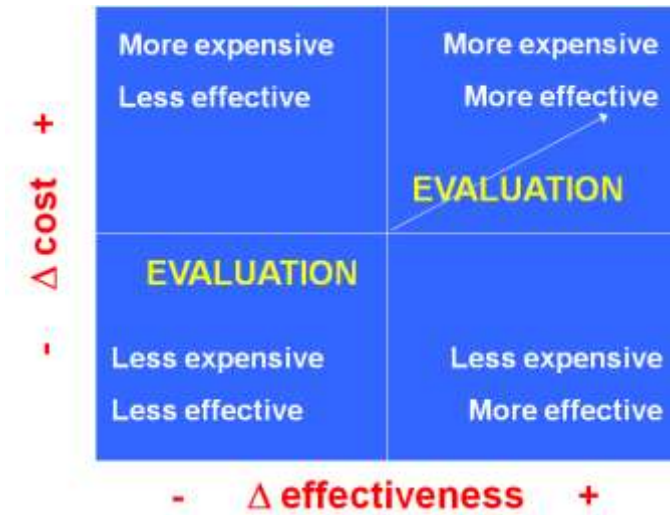 More expensive
Less effective
More expensive
More effective
EVALUATION
EVALUATION
Less expensive
Less effective
Less expensive
More effective
- Δ cost +
- Δ effectiveness +